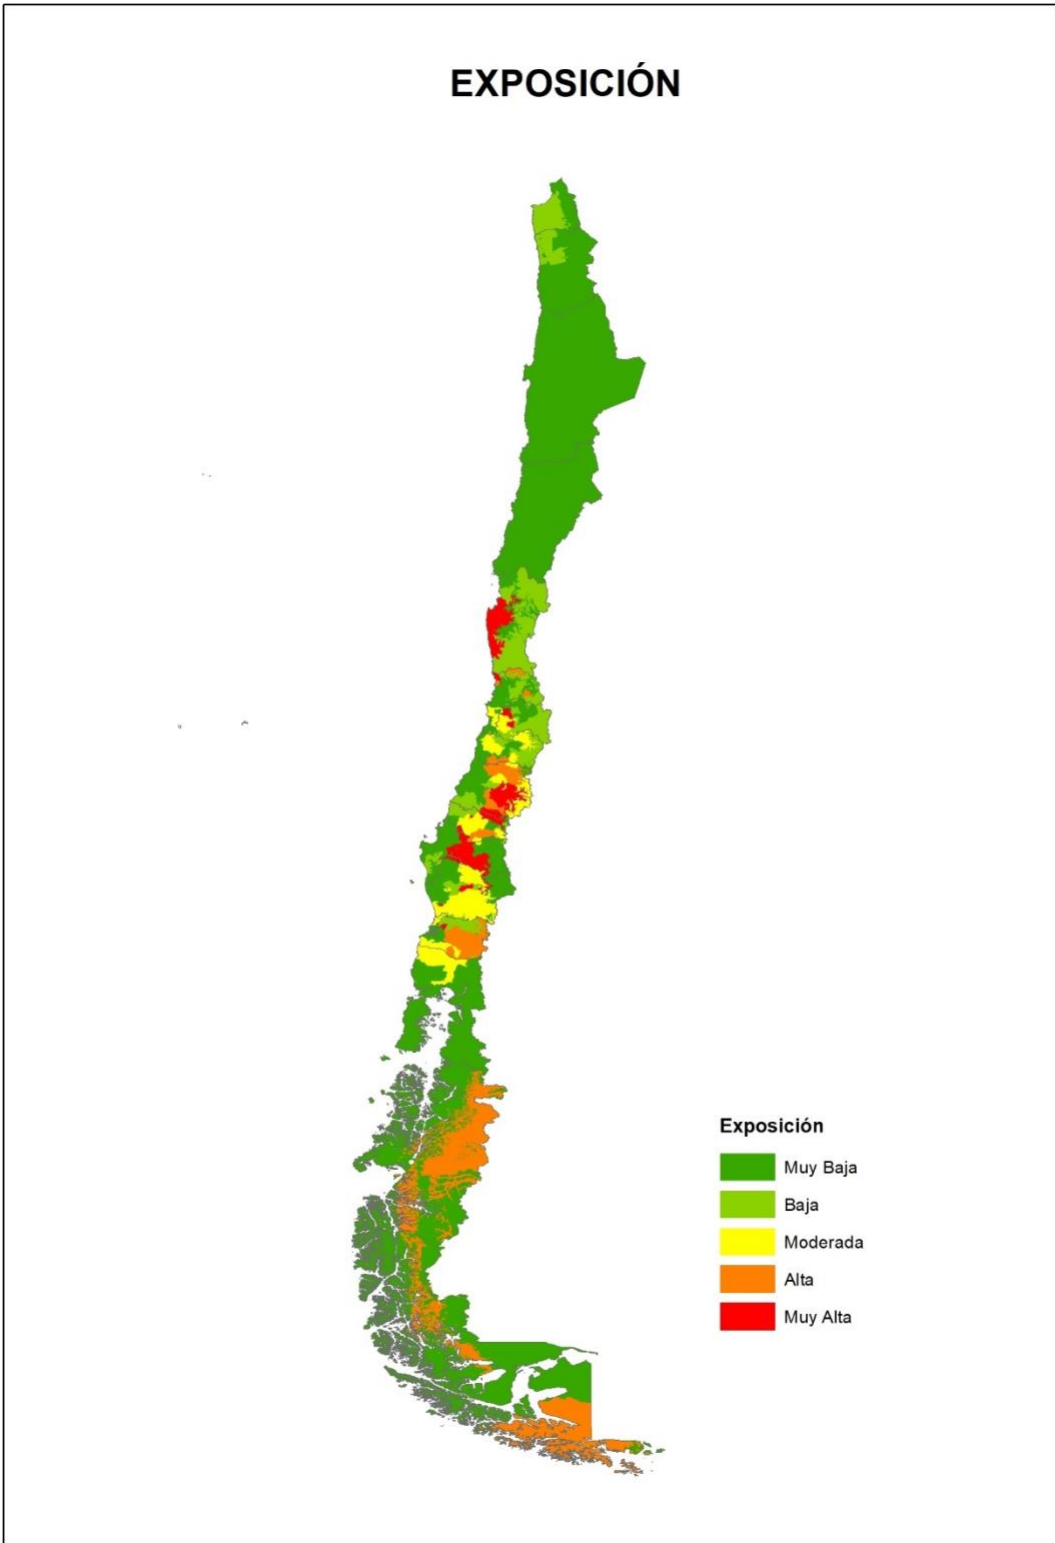 EXPOSICIÓN
Exposición
Muy Baja
Baja
Moderada
Alta
Muy Alta